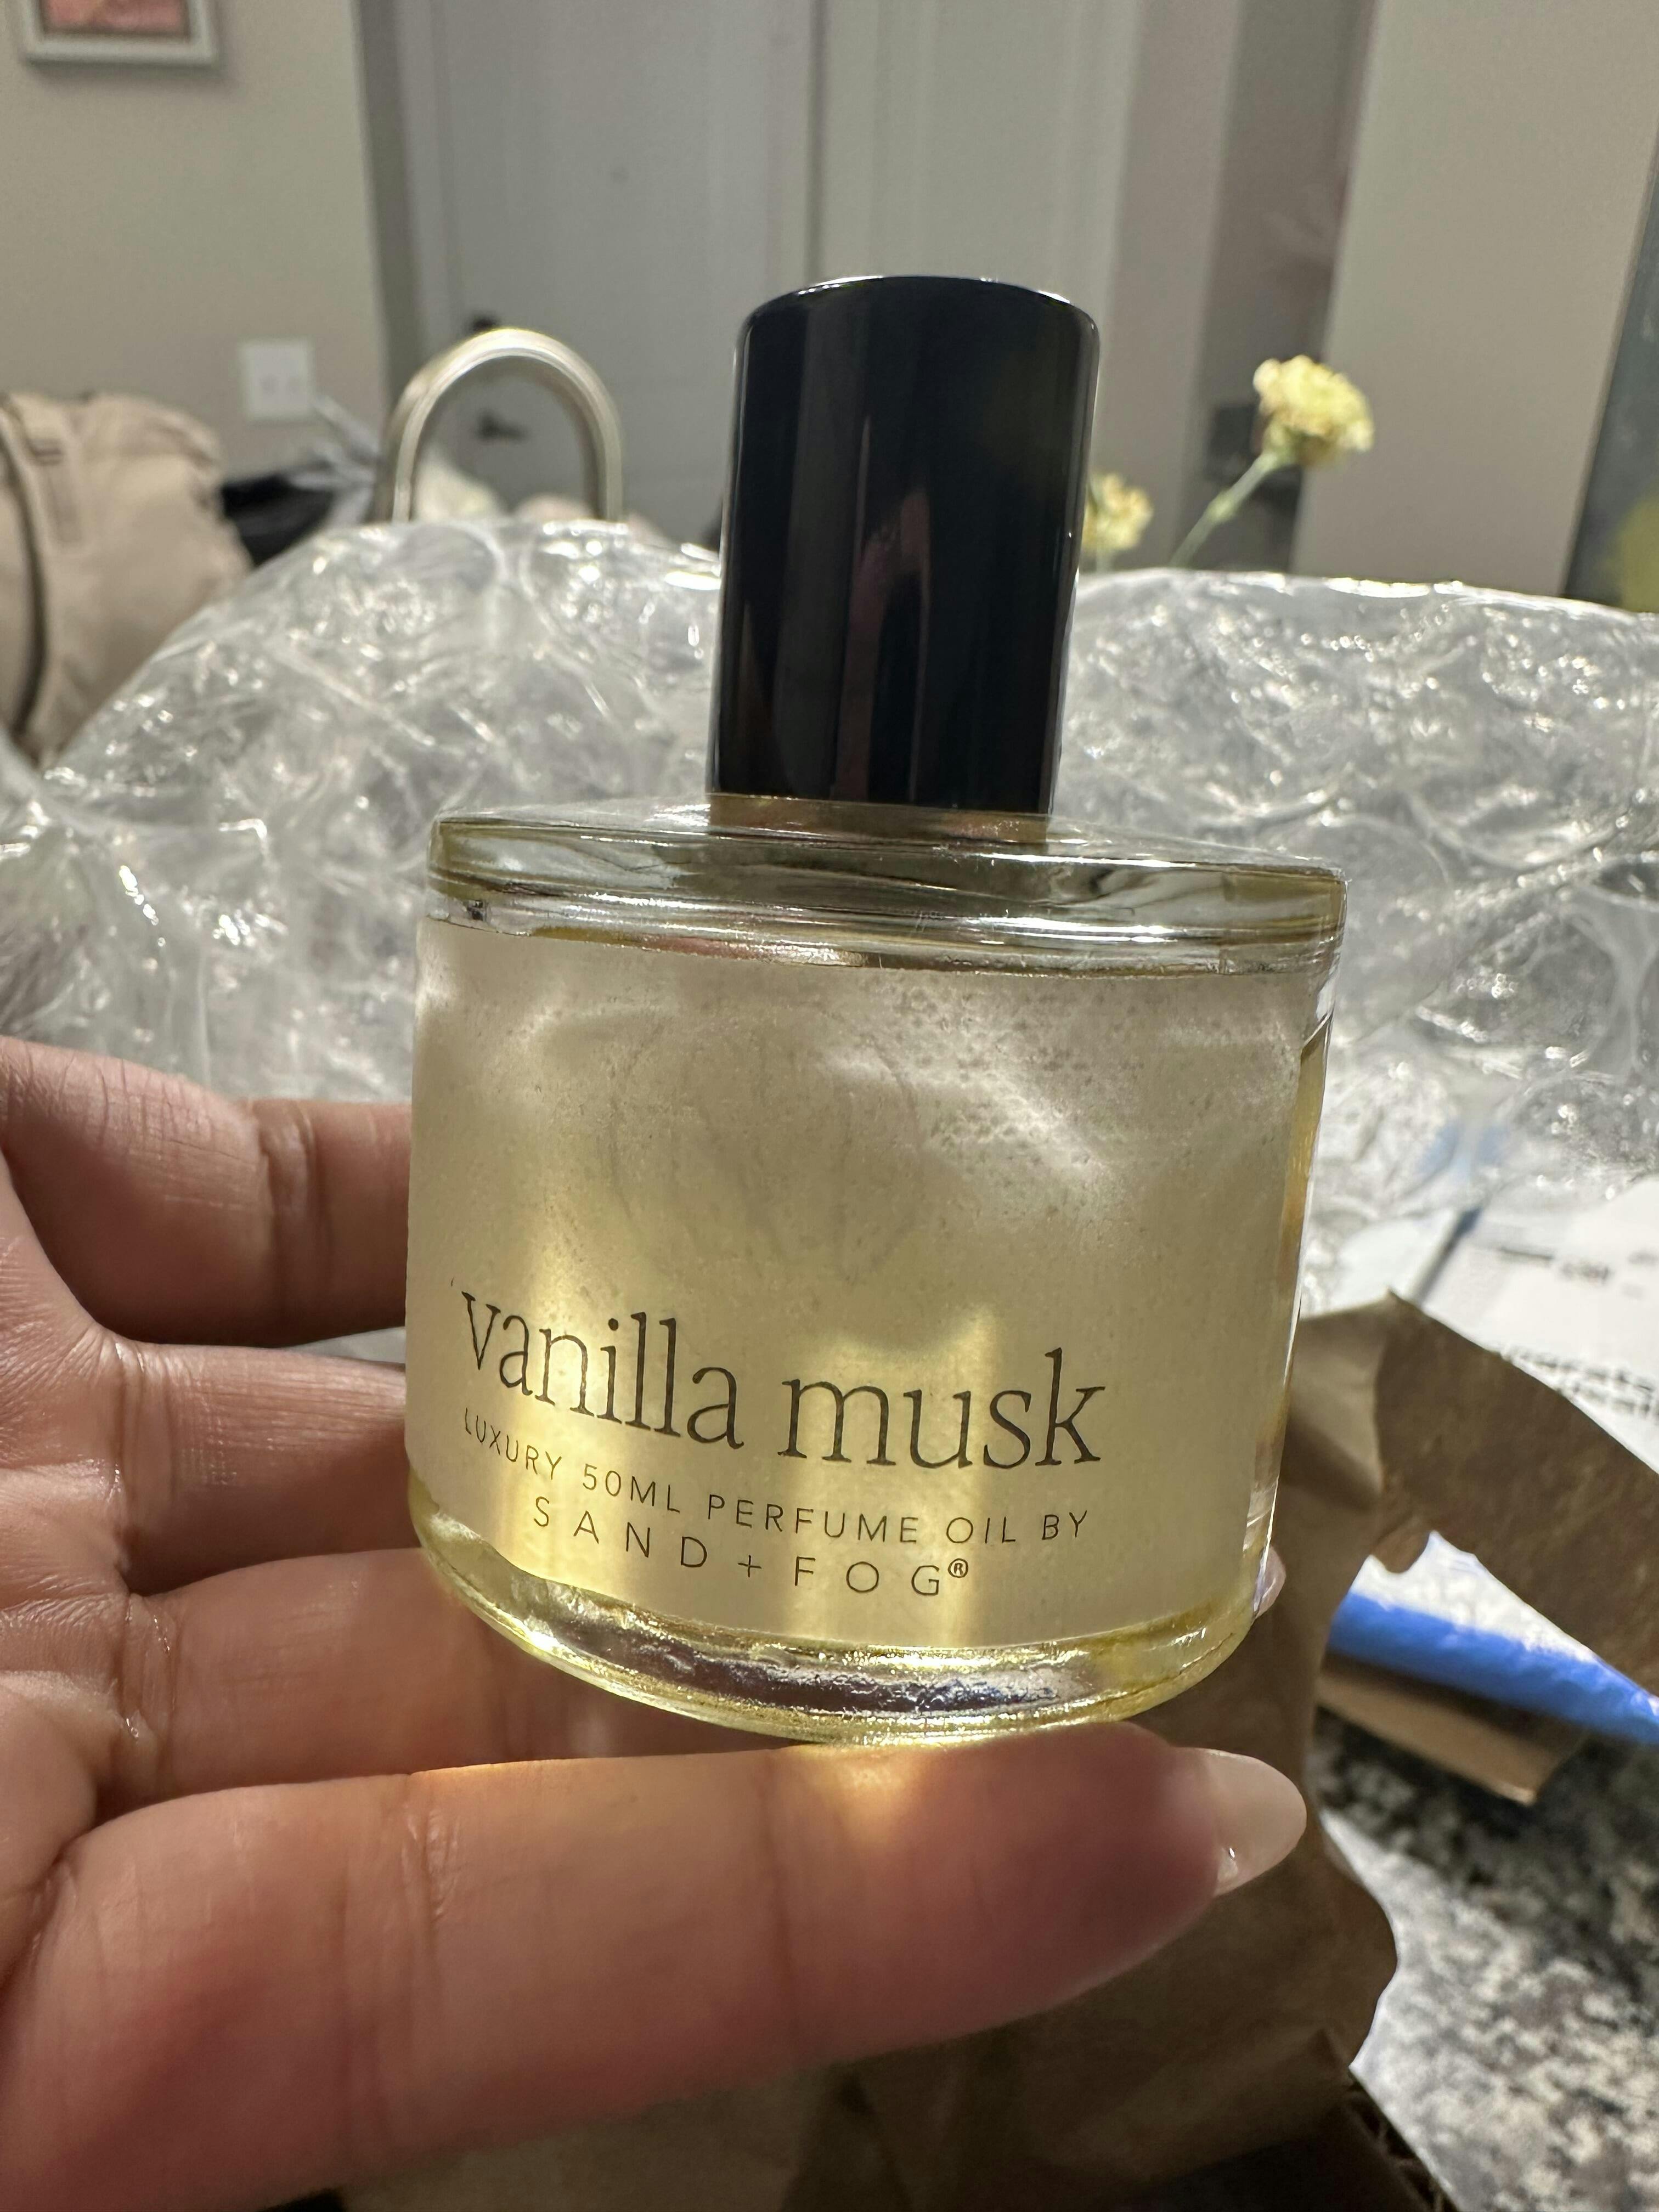 vanilla musk
LUXURY 50ML PERFUME OIL BY
SAND + FOG®